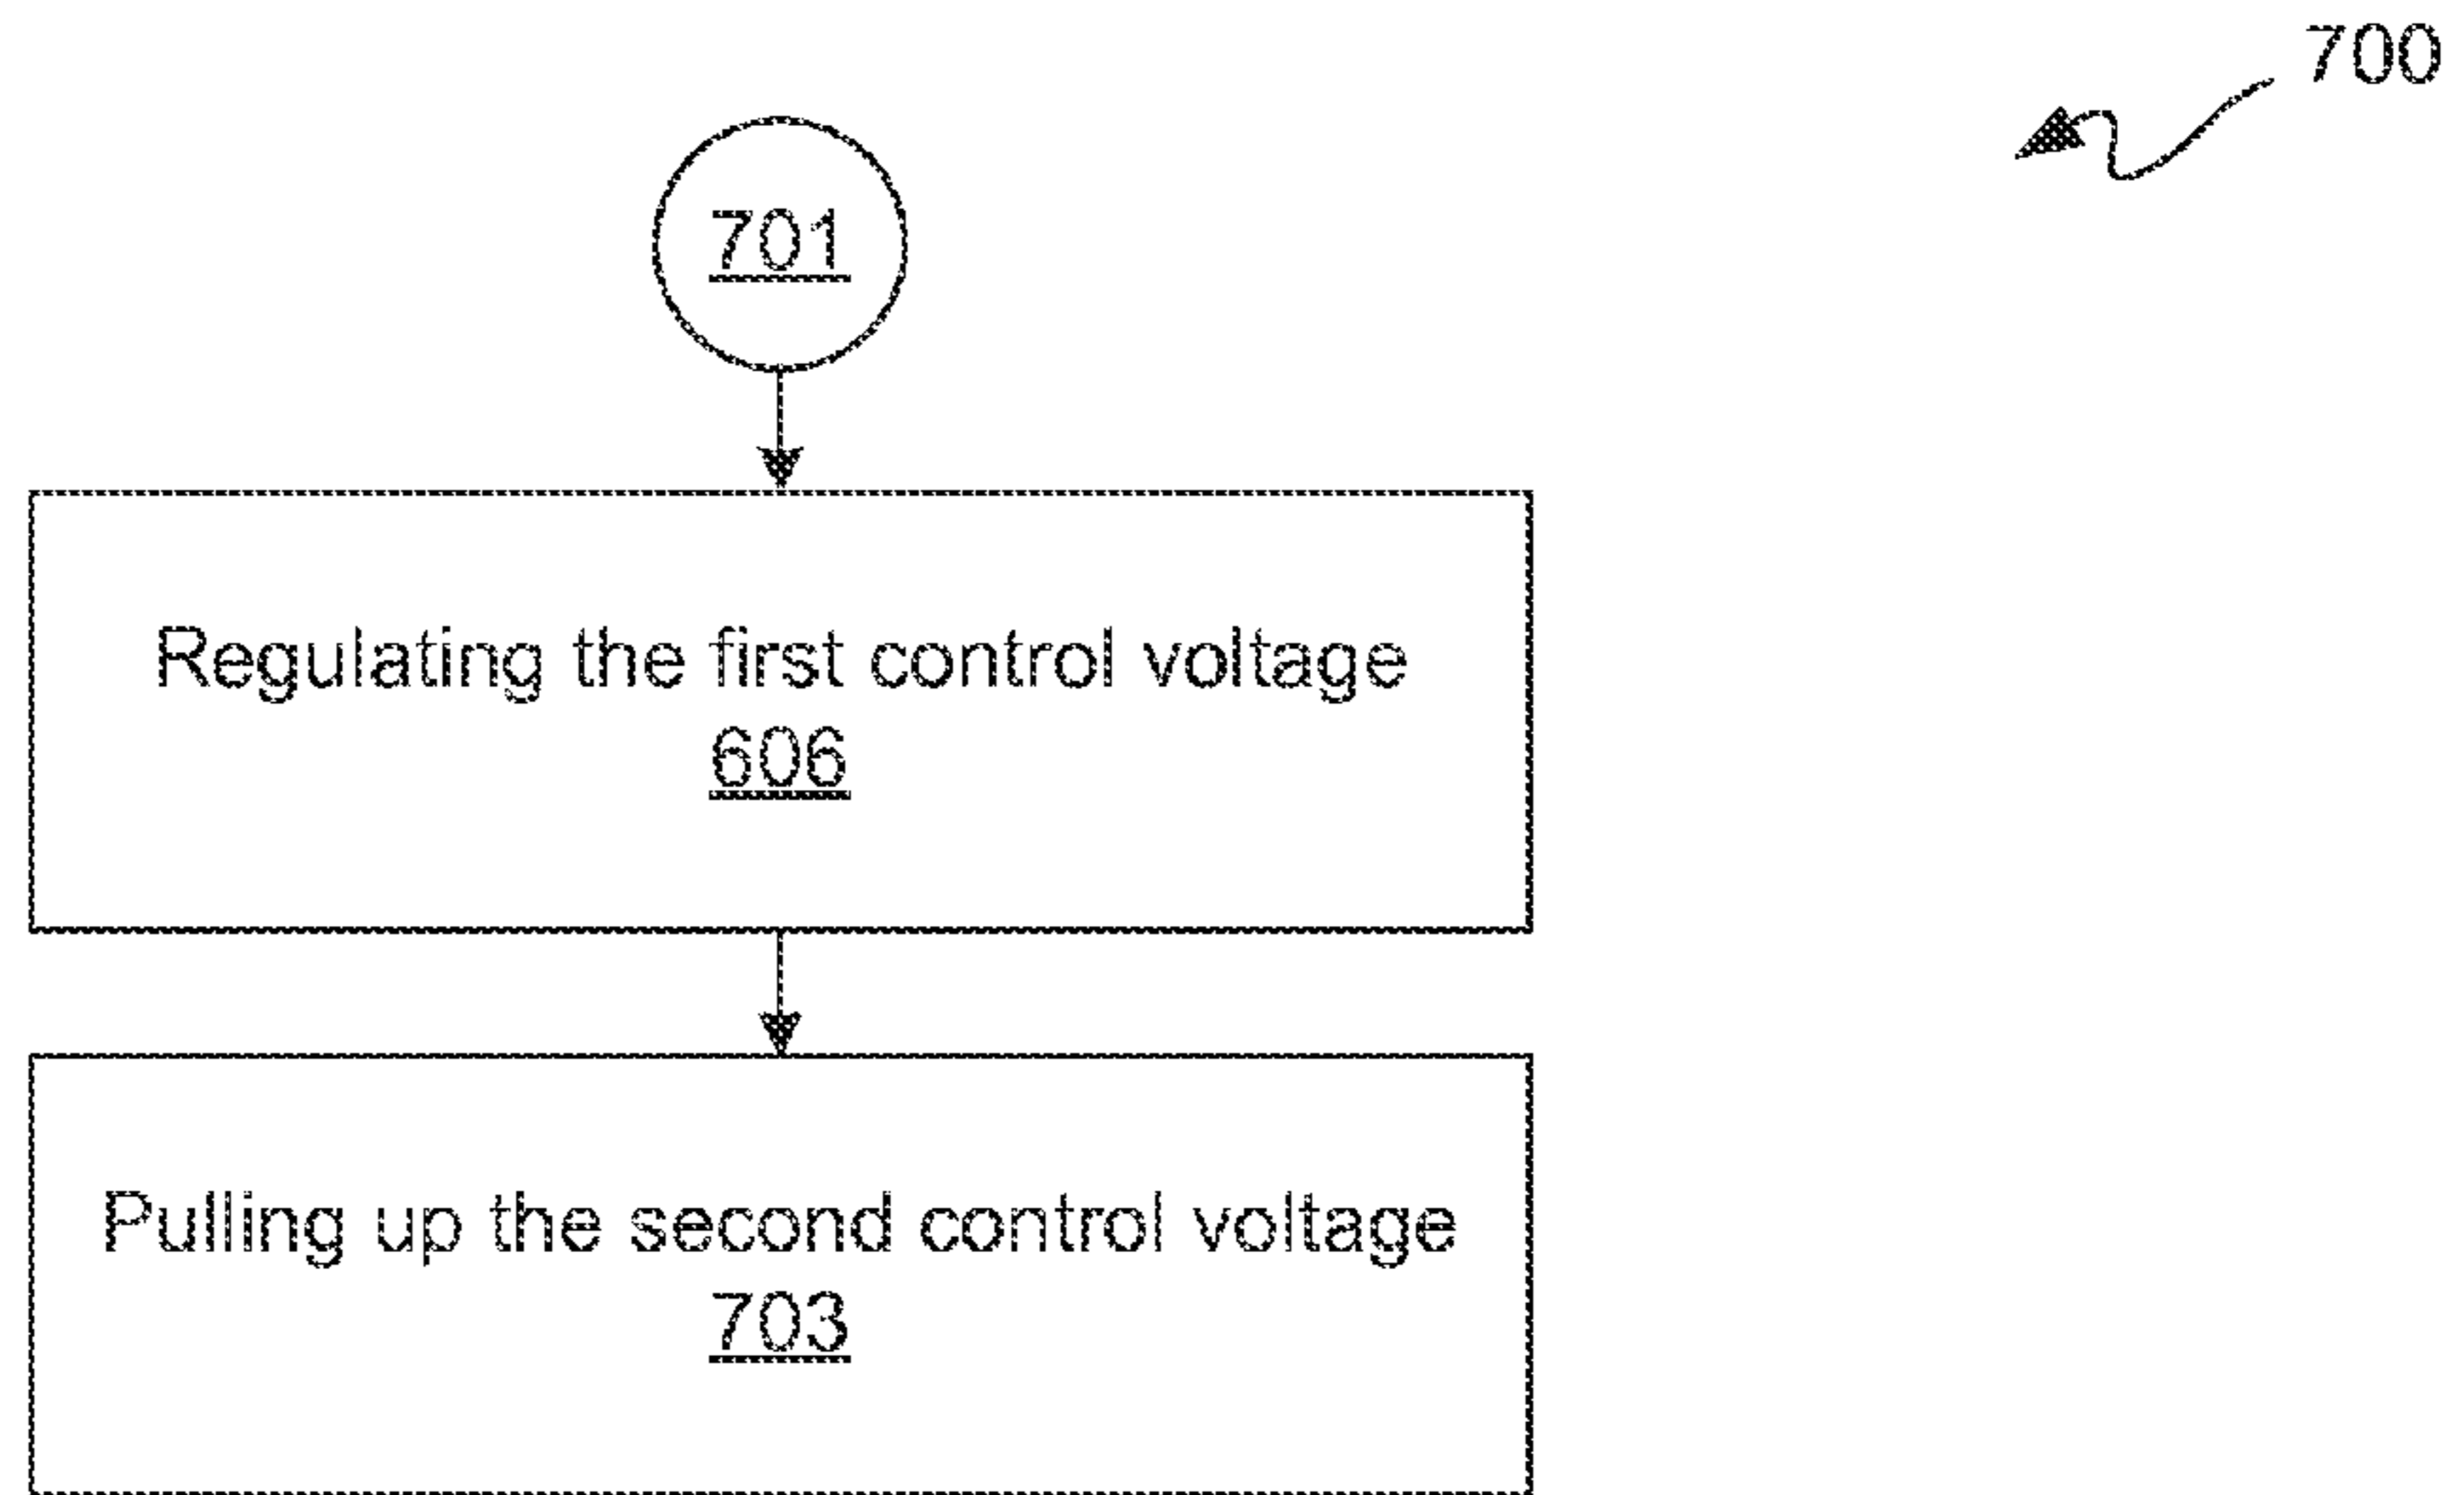 700
701
Regulating the first control voltage
606
Pulling up the second control voltage
703